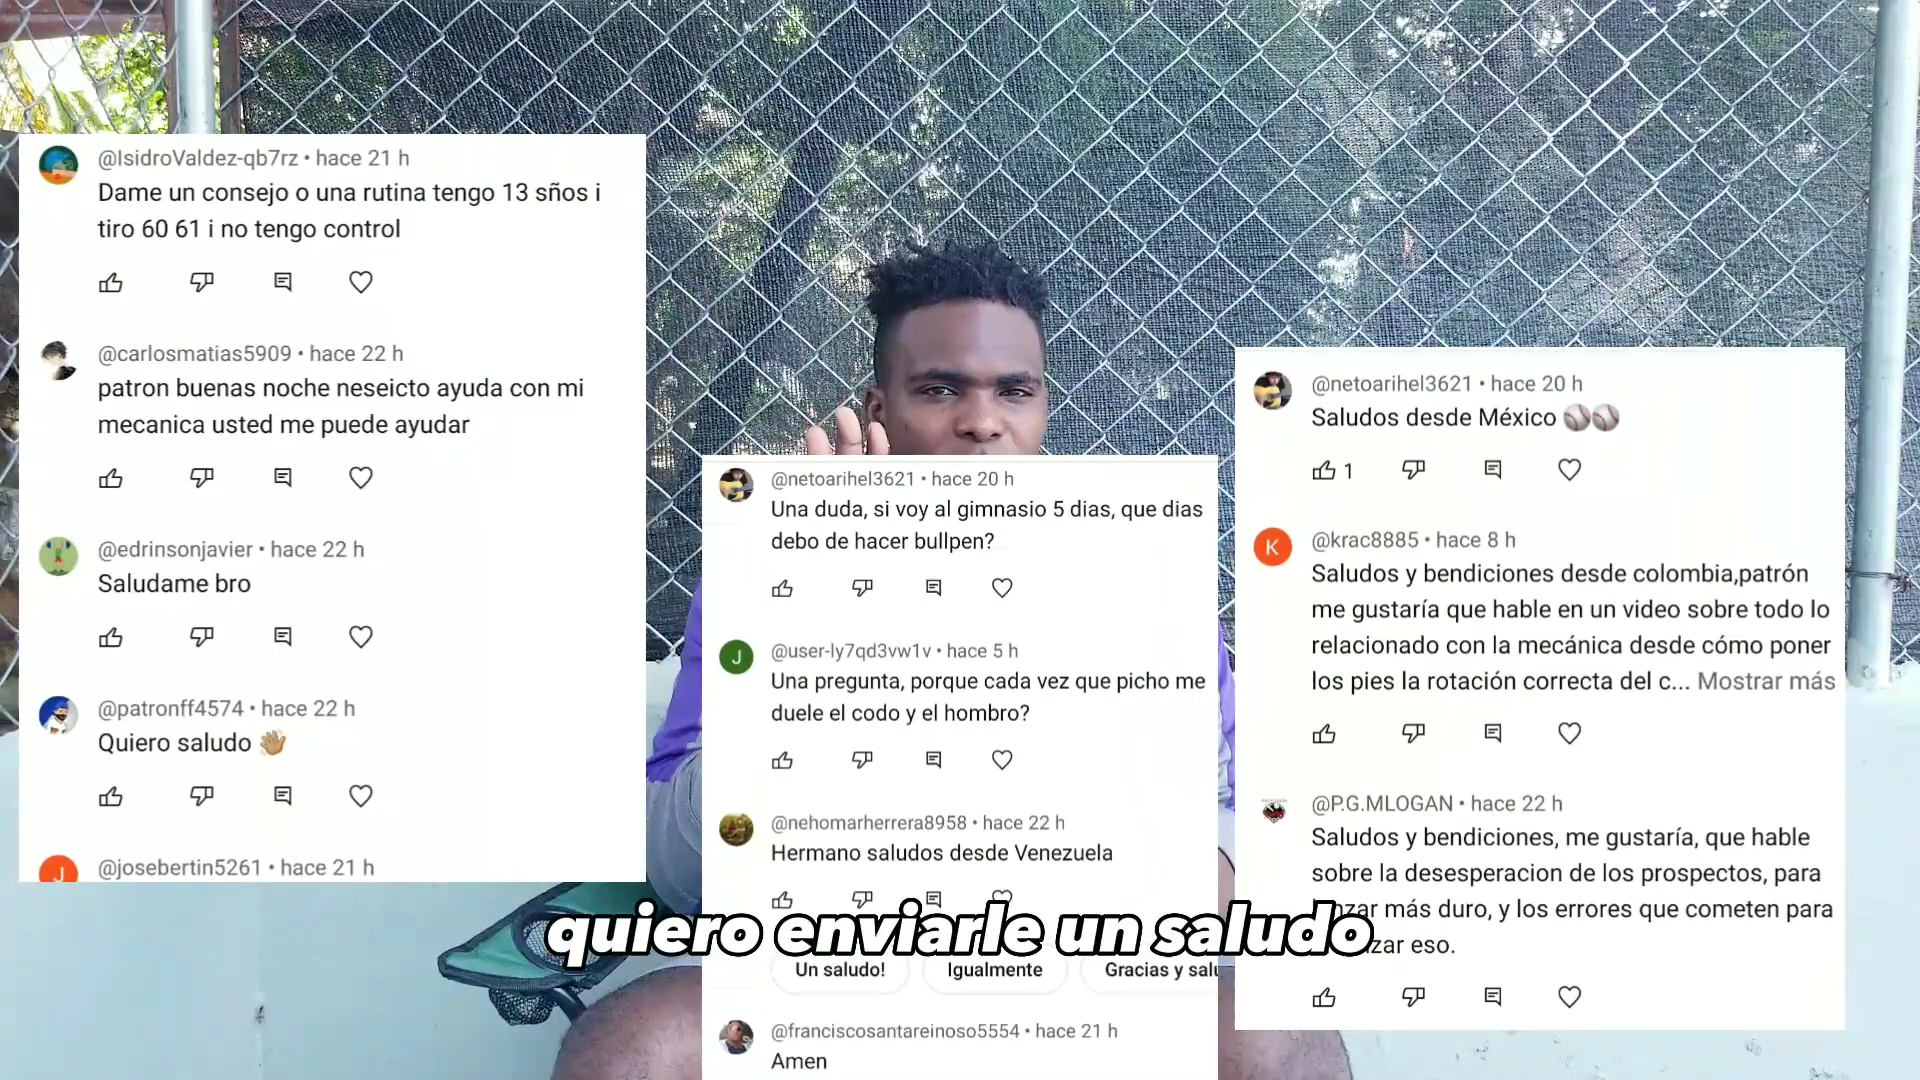 @IsidroValdez-qb7rz • hace 21 h
Dame un consejo o una rutina tengo 13 sños i
tiro 60 61 i no tengo control
@carlosmatias5909 • hace 22 h
patron buenas noche neseicto ayuda con mi
mecanica usted me puede ayudar
@edrinsonjavier • hace 22 h
Saludame bro
@patronff4574 • hace 22 h
Quiero saludo 👋🏽
J
@josebertin5261 • hace 21 h
@netoarihel3621 • hace 20 h
Una duda, si voy al gimnasio 5 dias, que dias
debo de hacer bullpen?
J
@user-ly7qd3vw1v • hace 5 h
Una pregunta, porque cada vez que picho me
duele el codo y el hombro?
@nehomarherrera8958 • hace 22 h
Hermano saludos desde Venezuela
Un saludo! Igualmente Gracias y salu
@franciscosantareinoso5554 • hace 21 h
Amen
@netoarihel3621 • hace 20 h
Saludos desde México ⚾⚾
1
K
@krac8885 • hace 8 h
Saludos y bendiciones desde colombia,patrón
me gustaría que hable en un video sobre todo lo
relacionado con la mecánica desde cómo poner
los pies la rotación correcta del c... Mostrar más
@P.G.MLOGAN • hace 22 h
Saludos y bendiciones, me gustaría, que hable
sobre la desesperacion de los prospectos, para
más duro, y los errores que cometen para
eso.
quiero enviarle un saludo